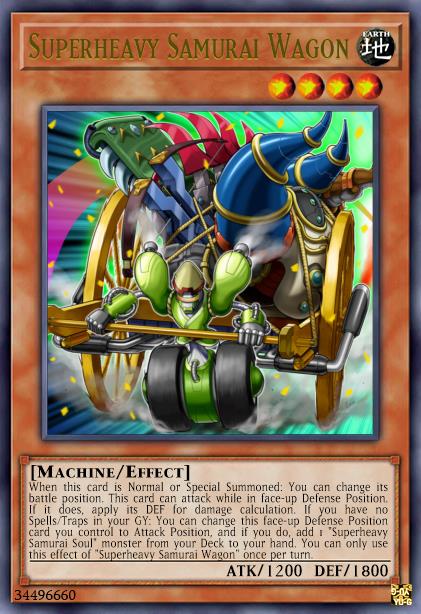 SUPERHEAVY SAMURAI WAGON
EARTH
地
[MACHINE/EFFECT]
When this card is Normal or Special Summoned: You can change its
battle position. This card can attack while in face-up Defense Position.
If it does, apply its DEF for damage calculation. If you have no
Spells/Traps in your GY: You can change this face-up Defense Position
card you control to Attack Position, and if you do, add 1 "Superheavy
Samurai Soul" monster from your Deck to your hand. You can only use
this effect of "Superheavy Samurai Wagon" once per turn.
ATK/1200 DEF/1800
34496660